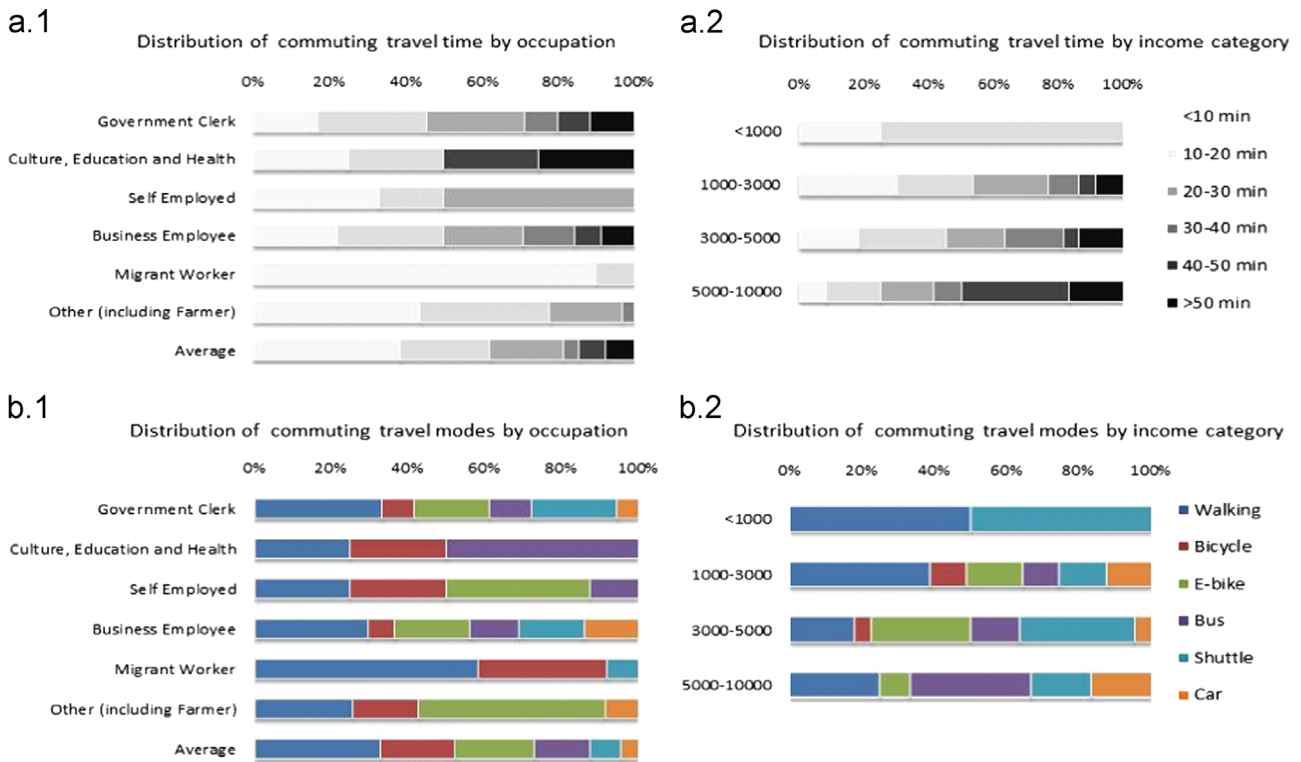 a.1
Distribution of commuting travel time by occupation
0% 20% 40% 60% 80% 100%
Government Clerk
Culture, Education and Health
Self Employed
Business Employee
Migrant Worker
Other (including Farmer)
Average
a.2
Distribution of commuting travel time by income category
0% 20% 40% 60% 80% 100%
<1000
1000-3000
3000-5000
5000-10000
<10 min
10-20 min
20-30 min
30-40 min
40-50 min
>50 min
b.1
Distribution of commuting travel modes by occupation
0% 20% 40% 60% 80% 100%
Government Clerk
Culture, Education and Health
Self Employed
Business Employee
Migrant Worker
Other (including Farmer)
Average
b.2
Distribution of commuting travel modes by income category
0% 20% 40% 60% 80% 100%
<1000
1000-3000
3000-5000
5000-10000
Walking
Bicycle
E-bike
Bus
Shuttle
Car